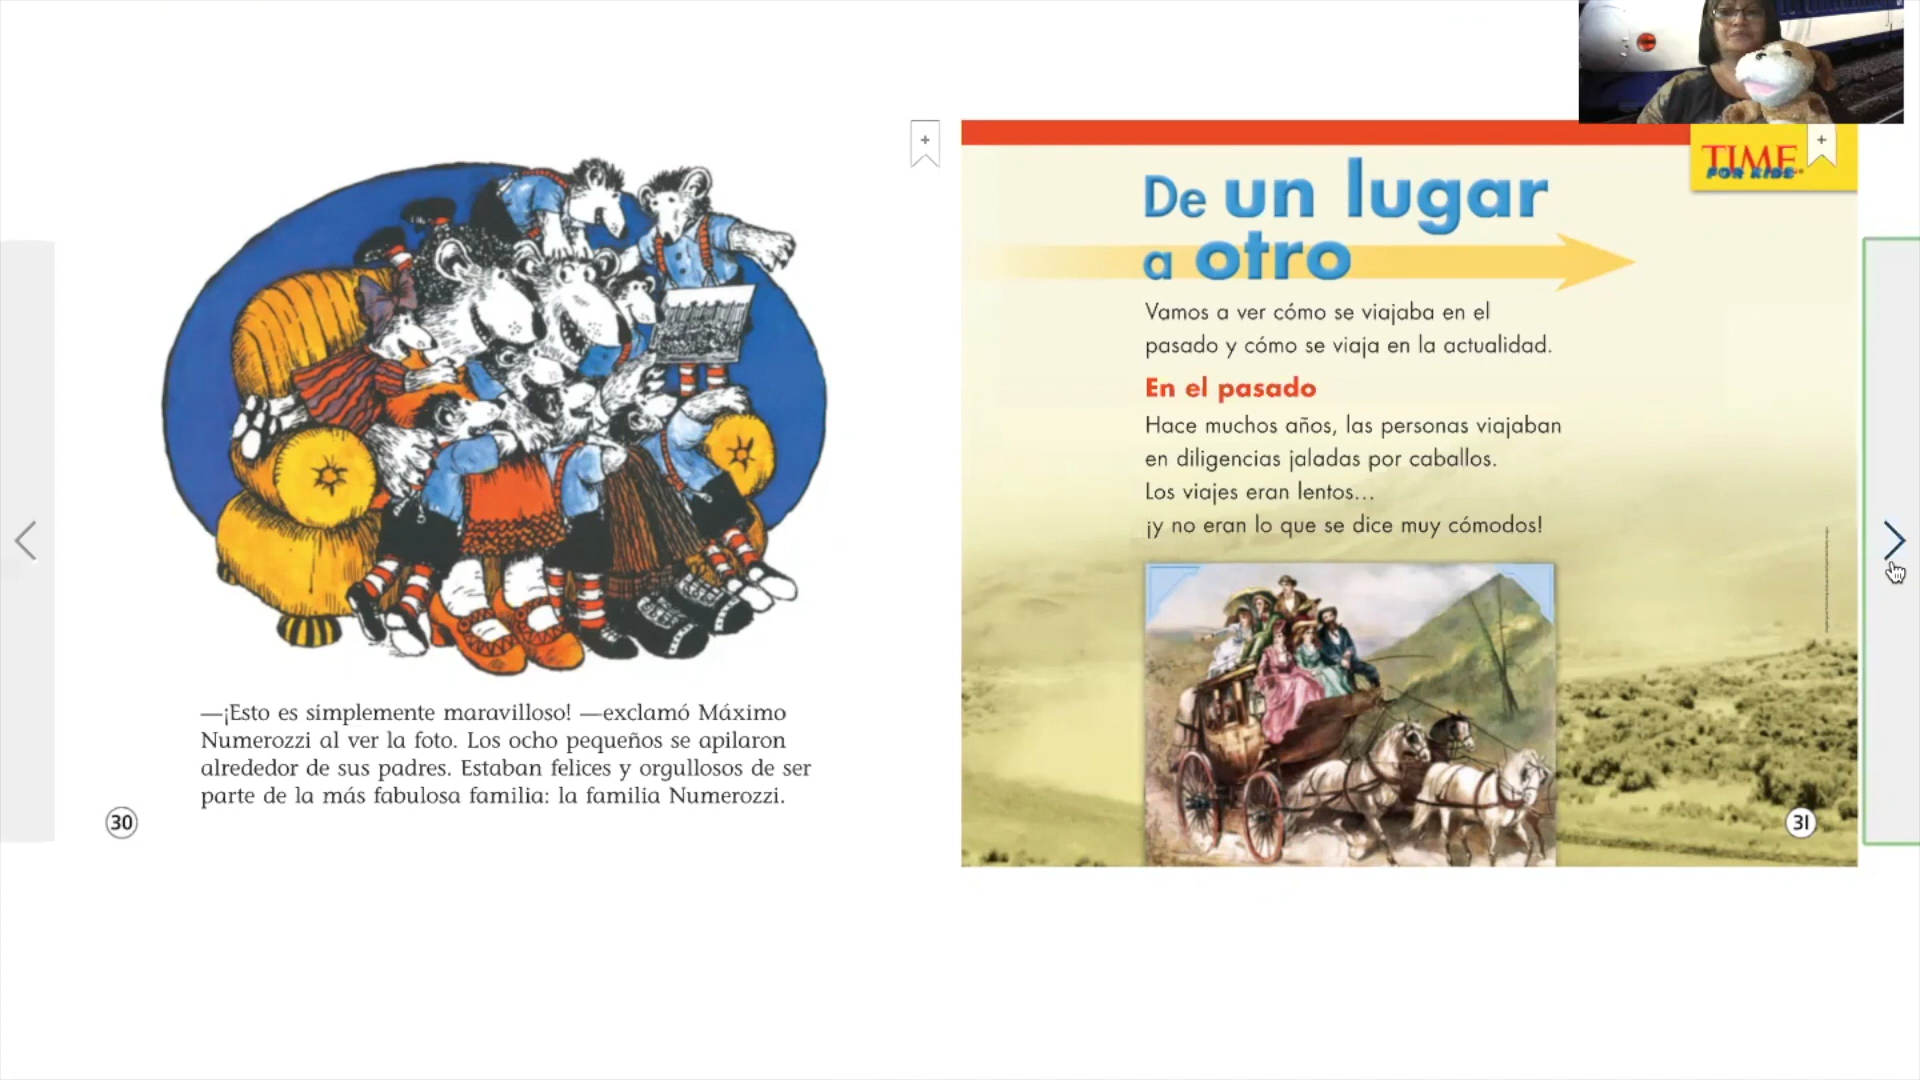 —¡Esto es simplemente maravilloso! —exclamó Máximo
Numerozzi al ver la foto. Los ocho pequeños se apilaron
alrededor de sus padres. Estaban felices y orgullosos de ser
parte de la más fabulosa familia: la familia Numerozzi.
30
TIME
FOR KIDS
De un lugar
a otro
Vamos a ver cómo se viajaba en el
pasado y cómo se viaja en la actualidad.
En el pasado
Hace muchos años, las personas viajaban
en diligencias jaladas por caballos.
Los viajes eran lentos...
¡y no eran lo que se dice muy cómodos!
31